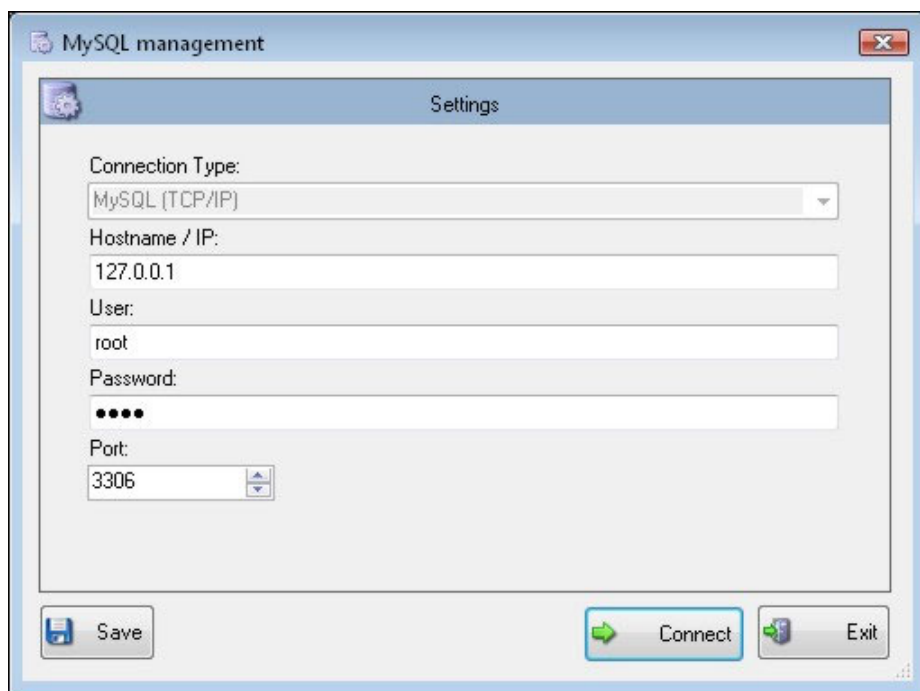 MySQL management
Settings
Connection Type:
MySQL (TCP/IP)
Hostname / IP:
127.0.0.1
User:
root
Password:
●●●●
Port:
3306
Save
Connect
Exit